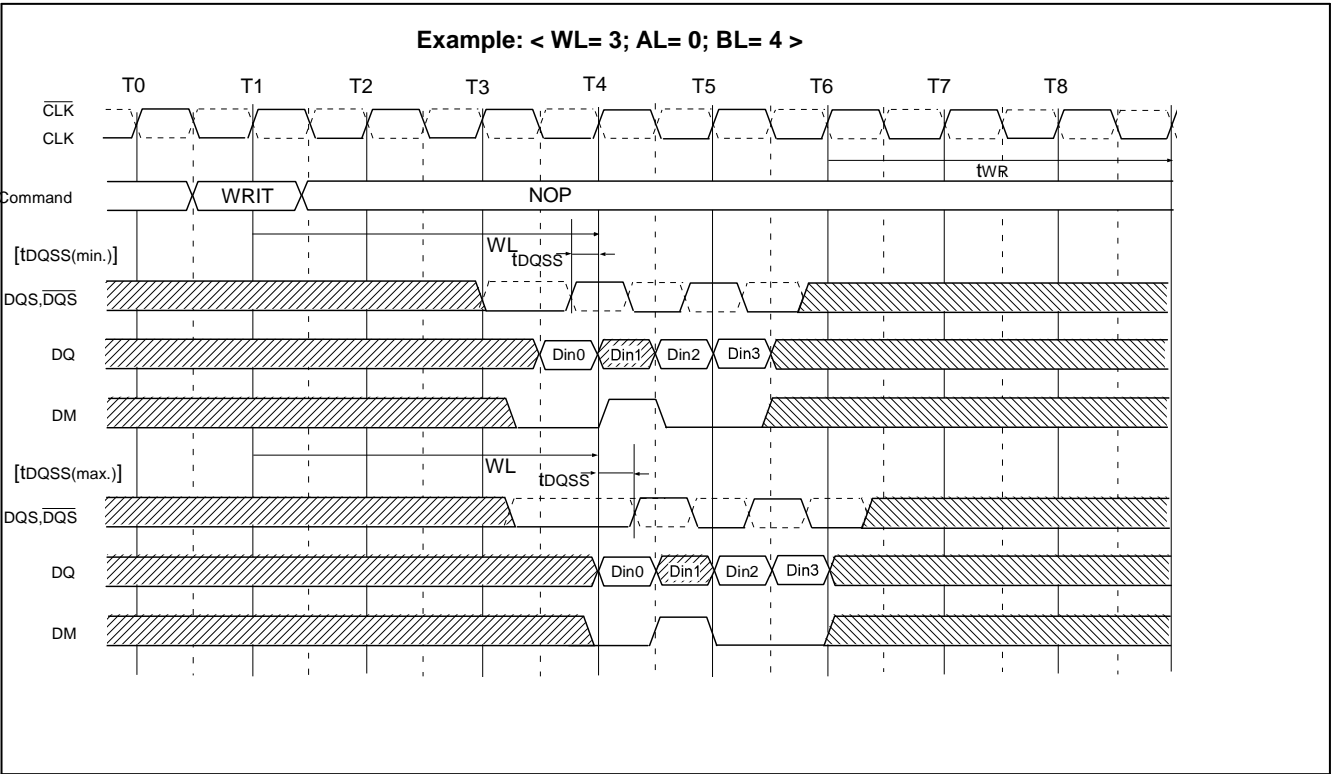 Example: < WL= 3; AL= 0; BL= 4 >
T0 T1 T2 T3 T4 T5 T6 T7 T8
CLK
CLK
tWR
Command WRIT NOP
WL
[tDQSS(min.)] tDQSS
DQS,DQS
DQ Din0 Din1 Din2 Din3
DM
WL
[tDQSS(max.)] tDQSS
DQS,DQS
DQ Din0 Din1 Din2 Din3
DM